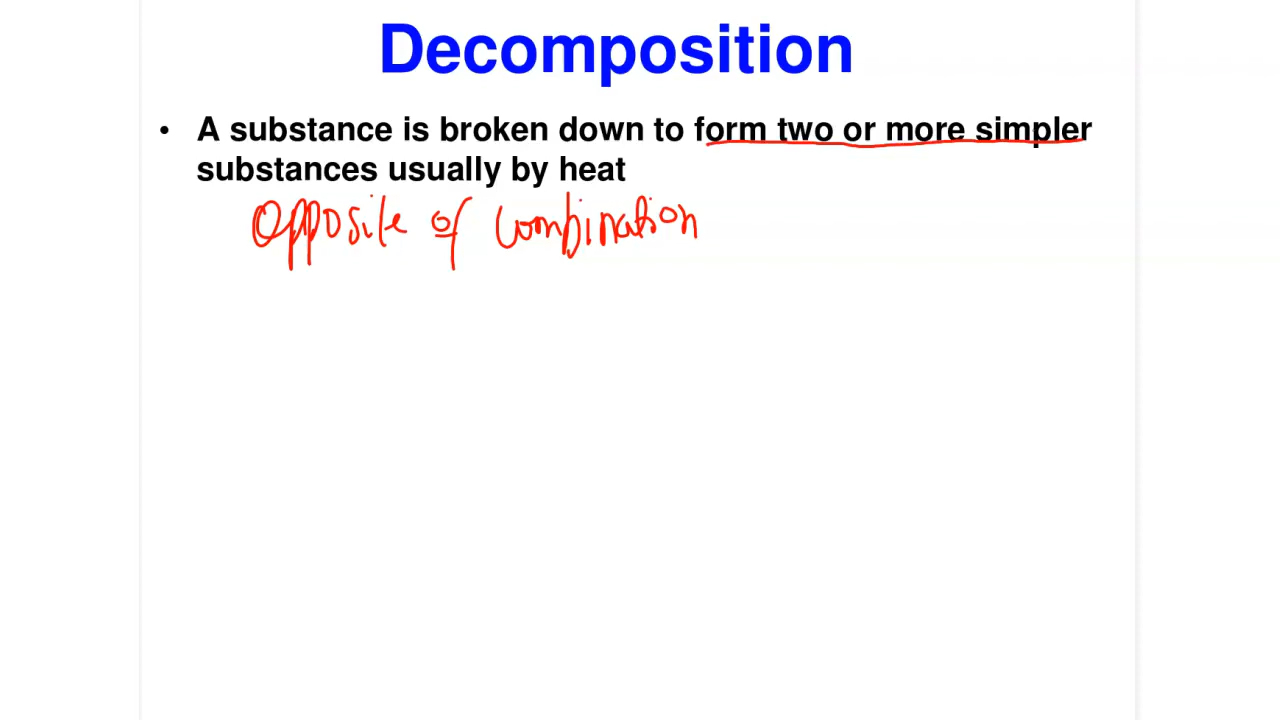 Decomposition
• A substance is broken down to form two or more simpler
substances usually by heat
Opposite of combination